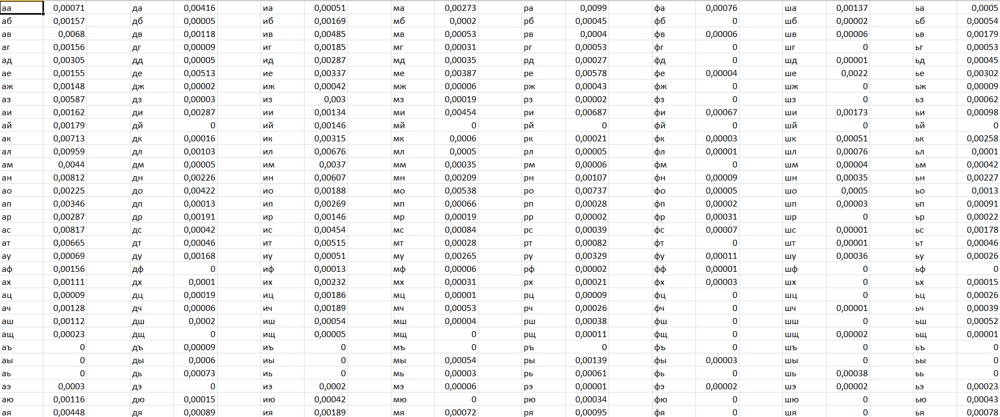 аа 0,00071 да 0,00416 иа 0,00051 ма 0,00273 ра 0,0099 фа 0,00076 ша 0,00137 ьа 0,0005
аб 0,00157 дб 0,00005 иб 0,00169 мб 0,0002 рб 0,00045 фб 0 шб 0,00002 ьб 0,00054
ав 0,0068 дв 0,00118 ив 0,00485 мв 0,00053 рв 0,0004 фв 0,00006 шв 0,00006 ьв 0,00179
аг 0,00156 дг 0,00009 иг 0,00185 мг 0,00031 рг 0,00053 фг 0 шг 0 ьг 0,00053
ад 0,00305 дд 0,00005 ид 0,00287 мд 0,00035 рд 0,00027 фд 0 шд 0,00001 ьд 0,00045
ае 0,00155 де 0,00513 ие 0,00337 ме 0,00387 ре 0,00578 фе 0,00004 ше 0,0022 ье 0,00302
аж 0,00148 дж 0,00002 иж 0,00042 мж 0,00006 рж 0,00043 фж 0 шж 0 ьж 0,00009
аз 0,00587 дз 0,00003 из 0,003 мз 0,00019 рз 0,00002 фз 0 шз 0 ьз 0,00062
аи 0,00162 ди 0,00287 ии 0,00134 ми 0,00454 ри 0,00687 фи 0,00067 ши 0,00173 ьи 0,00098
ай 0,00179 дй 0 ий 0,00146 мй 0 рй 0 фй 0 шй 0 ьй 0
ак 0,00713 дк 0,00016 ик 0,00315 мк 0,0006 рк 0,00021 фк 0,00003 шк 0,00051 ьк 0,00258
ал 0,00959 дл 0,00103 ил 0,00676 мл 0,0005 рл 0,00005 фл 0,00001 шл 0,00076 ьл 0,0001
ам 0,0044 дм 0,00005 им 0,0037 мм 0,00035 рм 0,00006 фм 0 шм 0,00004 ьм 0,00042
ан 0,00812 дн 0,00226 ин 0,00607 мн 0,00209 рн 0,00107 фн 0,00009 шн 0,00035 ьн 0,00227
ао 0,00225 до 0,00422 ио 0,00188 мо 0,00538 ро 0,00737 фо 0,00005 шо 0,0005 ьо 0,0013
ап 0,00346 дп 0,00013 ип 0,00269 мп 0,00066 рп 0,00028 фп 0,00002 шп 0,00003 ьп 0,00091
ар 0,00287 др 0,00191 ир 0,00146 мр 0,00019 рр 0,00002 фр 0,00031 шр 0 ьр 0,00022
ас 0,00817 дс 0,00042 ис 0,00454 мс 0,00084 рс 0,00039 фс 0,00007 шс 0,00001 ьс 0,00178
ат 0,00665 дт 0,00046 ит 0,00515 мт 0,00028 рт 0,00082 фт 0 шт 0,00001 ьт 0,00046
ау 0,00069 ду 0,00168 иу 0,00051 му 0,00265 ру 0,00329 фу 0,00011 шу 0,00036 ьу 0,00026
аф 0,00156 дф 0 иф 0,00013 мф 0,00006 рф 0,00002 фф 0,00001 шф 0 ьф 0
ах 0,00111 дх 0,0001 их 0,00232 мх 0,00031 рх 0,00021 фх 0,00003 шх 0 ьх 0,00015
ац 0,00009 дц 0,00019 иц 0,00186 мц 0,00001 рц 0,00009 фц 0 шц 0 ьц 0,00026
ач 0,00128 дч 0,00006 ич 0,00189 мч 0,00053 рч 0,00026 фч 0 шч 0,00001 ьч 0,00039
аш 0,00112 дш 0,0002 иш 0,00054 мш 0,00004 рш 0,00038 фш 0 шш 0 ьш 0,00052
ащ 0,00023 дщ 0 ищ 0,00005 мщ 0 рщ 0,00011 фщ 0 шщ 0,00002 ьщ 0,00001
аъ 0 дъ 0,00009 иъ 0 мъ 0 ръ 0 фъ 0 шъ 0 ьъ 0
аы 0 ды 0,0006 иы 0 мы 0,00054 ры 0,00139 фы 0,00003 шы 0 ьы 0
аь 0 дь 0,00073 иь 0 мь 0,00003 рь 0,00061 фь 0 шь 0,00038 ьь 0
аэ 0,0003 дэ 0 иэ 0,0002 мэ 0,00006 рэ 0,00001 фэ 0,00002 шэ 0,00002 ьэ 0,00023
аю 0,00116 дю 0,00015 ию 0,00042 мю 0 рю 0,00034 фю 0 шю 0 ью 0,00043
ая 0,00448 дя 0,00089 ия 0,00189 мя 0,00072 ря 0,00095 фя 0 шя 0 ья 0,00078